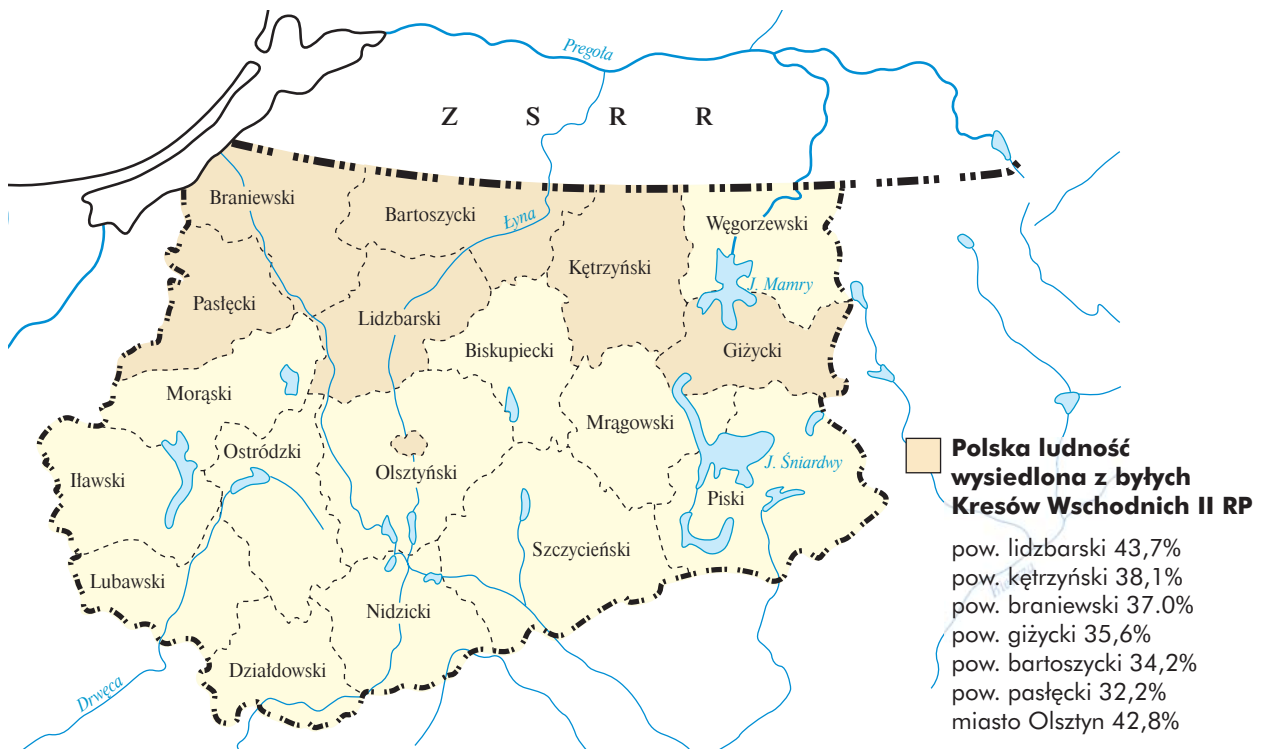 Pregoła
Z S R R
Braniewski
Bartoszycki
Łyna
Węgorzewski
Kętrzyński
J. Mamry
Pasłęcki
Lidzbarski
Biskupiecki
Giżycki
Morąski
Mrągowski
Ostródzki
Olsztyński
J. Śniardwy
Iławski
Piski
Szczycieński
Lubawski
Nidzicki
Działdowski
Drwęca
Polska ludność
wysiedlona z byłych
Kresów Wschodnich II RP
pow. lidzbarski 43,7%
pow. kętrzyński 38,1%
pow. braniewski 37.0%
pow. giżycki 35,6%
pow. bartoszycki 34,2%
pow. pasłęcki 32,2%
miasto Olsztyn 42,8%